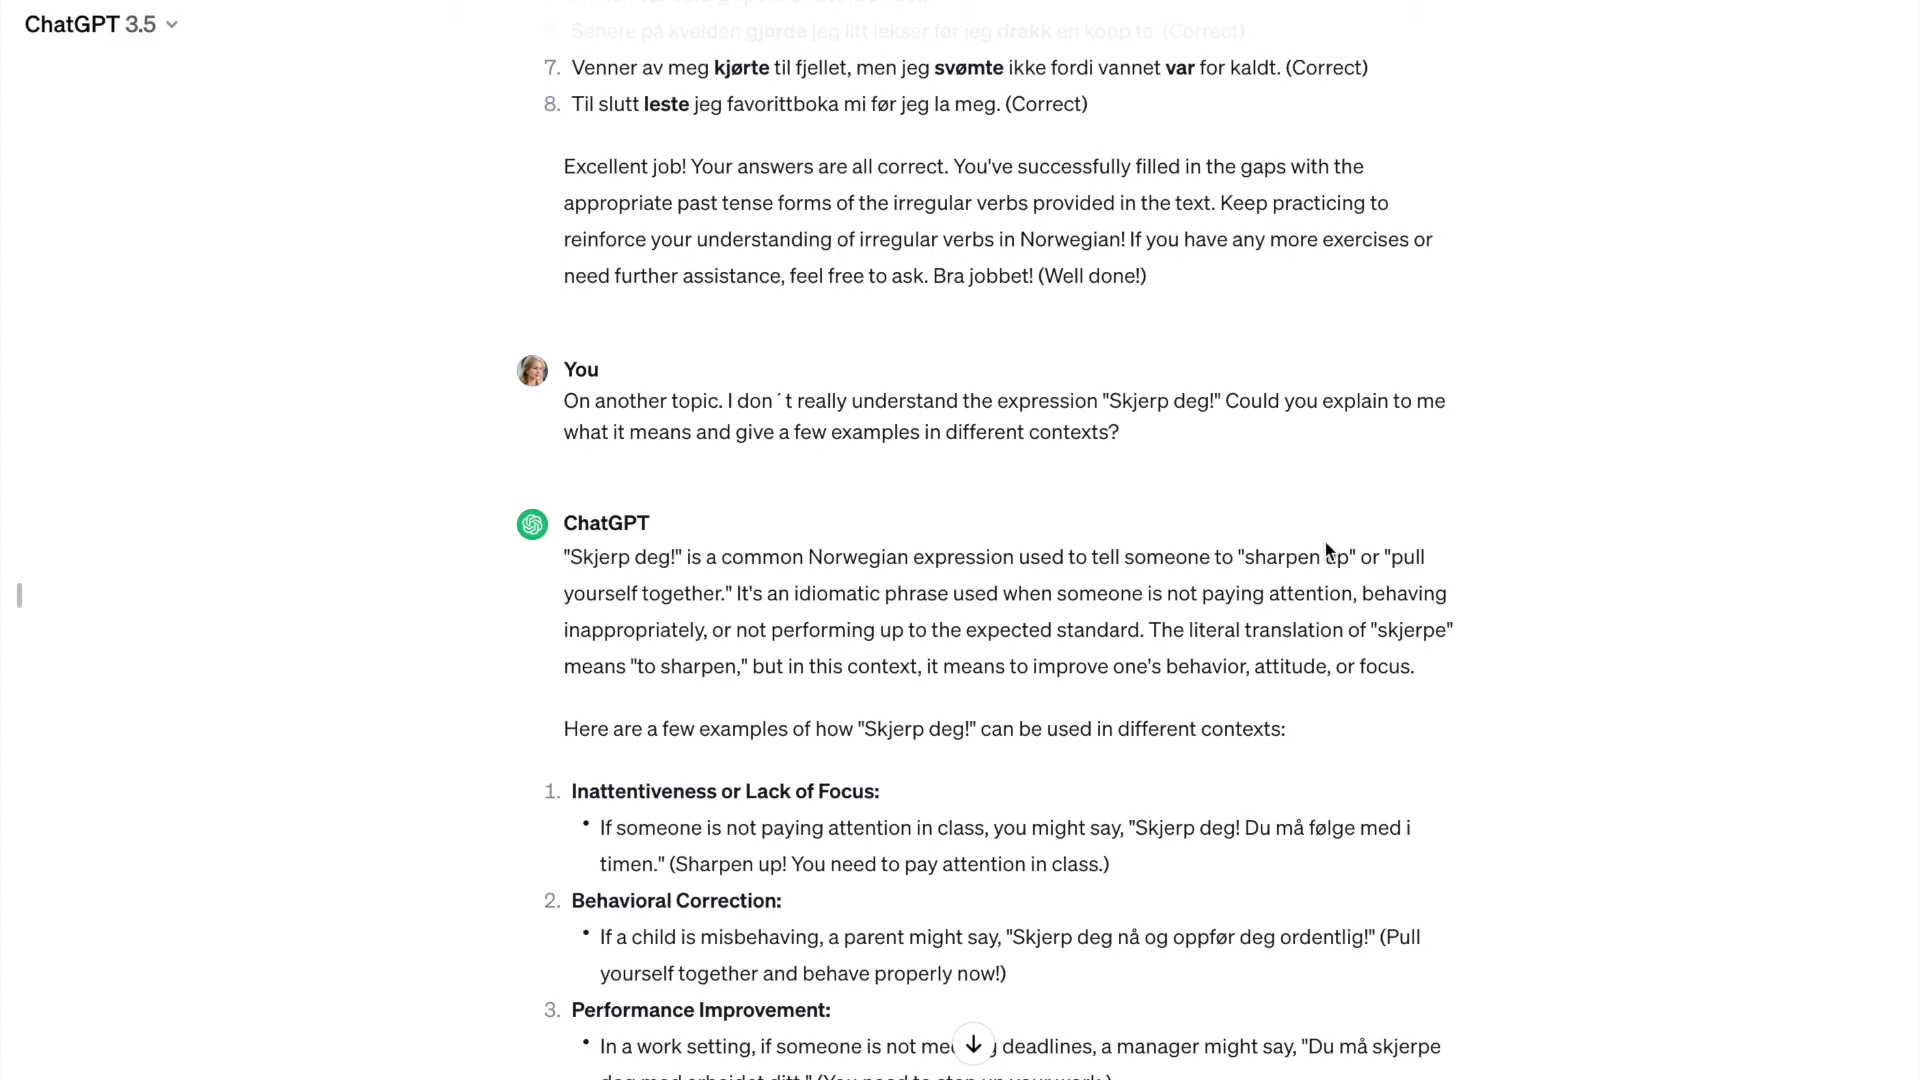 ChatGPT 3.5
Senere på kvelden gjorde jeg litt lekser før jeg drakk en kopp te. (Correct)
7. Venner av meg kjørte til fjellet, men jeg svømte ikke fordi vannet var for kaldt. (Correct)
8. Til slutt leste jeg favorittboka mi før jeg la meg. (Correct)
Excellent job! Your answers are all correct. You've successfully filled in the gaps with the
appropriate past tense forms of the irregular verbs provided in the text. Keep practicing to
reinforce your understanding of irregular verbs in Norwegian! If you have any more exercises or
need further assistance, feel free to ask. Bra jobbet! (Well done!)
You
On another topic. I don´t really understand the expression "Skjerp deg!" Could you explain to me
what it means and give a few examples in different contexts?
ChatGPT
"Skjerp deg!" is a common Norwegian expression used to tell someone to "sharpen up" or "pull
yourself together." It's an idiomatic phrase used when someone is not paying attention, behaving
inappropriately, or not performing up to the expected standard. The literal translation of "skjerpe"
means "to sharpen," but in this context, it means to improve one's behavior, attitude, or focus.
Here are a few examples of how "Skjerp deg!" can be used in different contexts:
1. Inattentiveness or Lack of Focus:
• If someone is not paying attention in class, you might say, "Skjerp deg! Du må følge med i
timen." (Sharpen up! You need to pay attention in class.)
2. Behavioral Correction:
• If a child is misbehaving, a parent might say, "Skjerp deg nå og oppfør deg ordentlig!" (Pull
yourself together and behave properly now!)
3. Performance Improvement:
• In a work setting, if someone is not deadlines, a manager might say, "Du må skjerpe